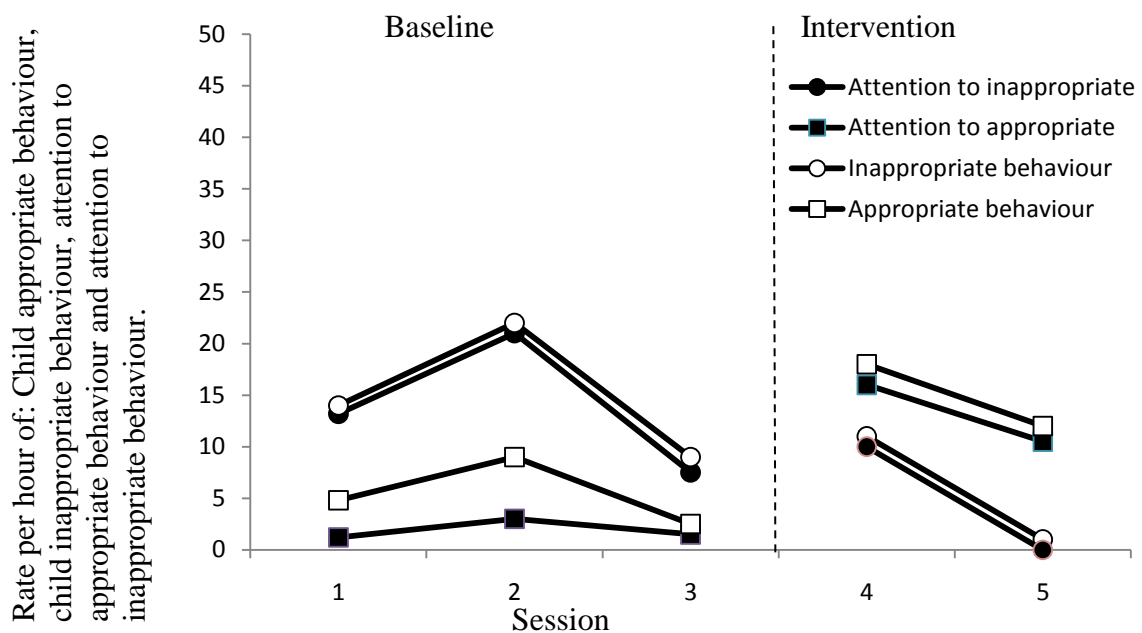 Rate per hour of: Child appropriate behaviour,
child inappropriate behaviour, attention to
appropriate behaviour and attention to
inappropriate behaviour.
Baseline
Intervention
50
45
40
35
30
25
20
15
10
5
0
Attention to inappropriate
Attention to appropriate
Inappropriate behaviour
Appropriate behaviour
1 2 3 4 5
Session